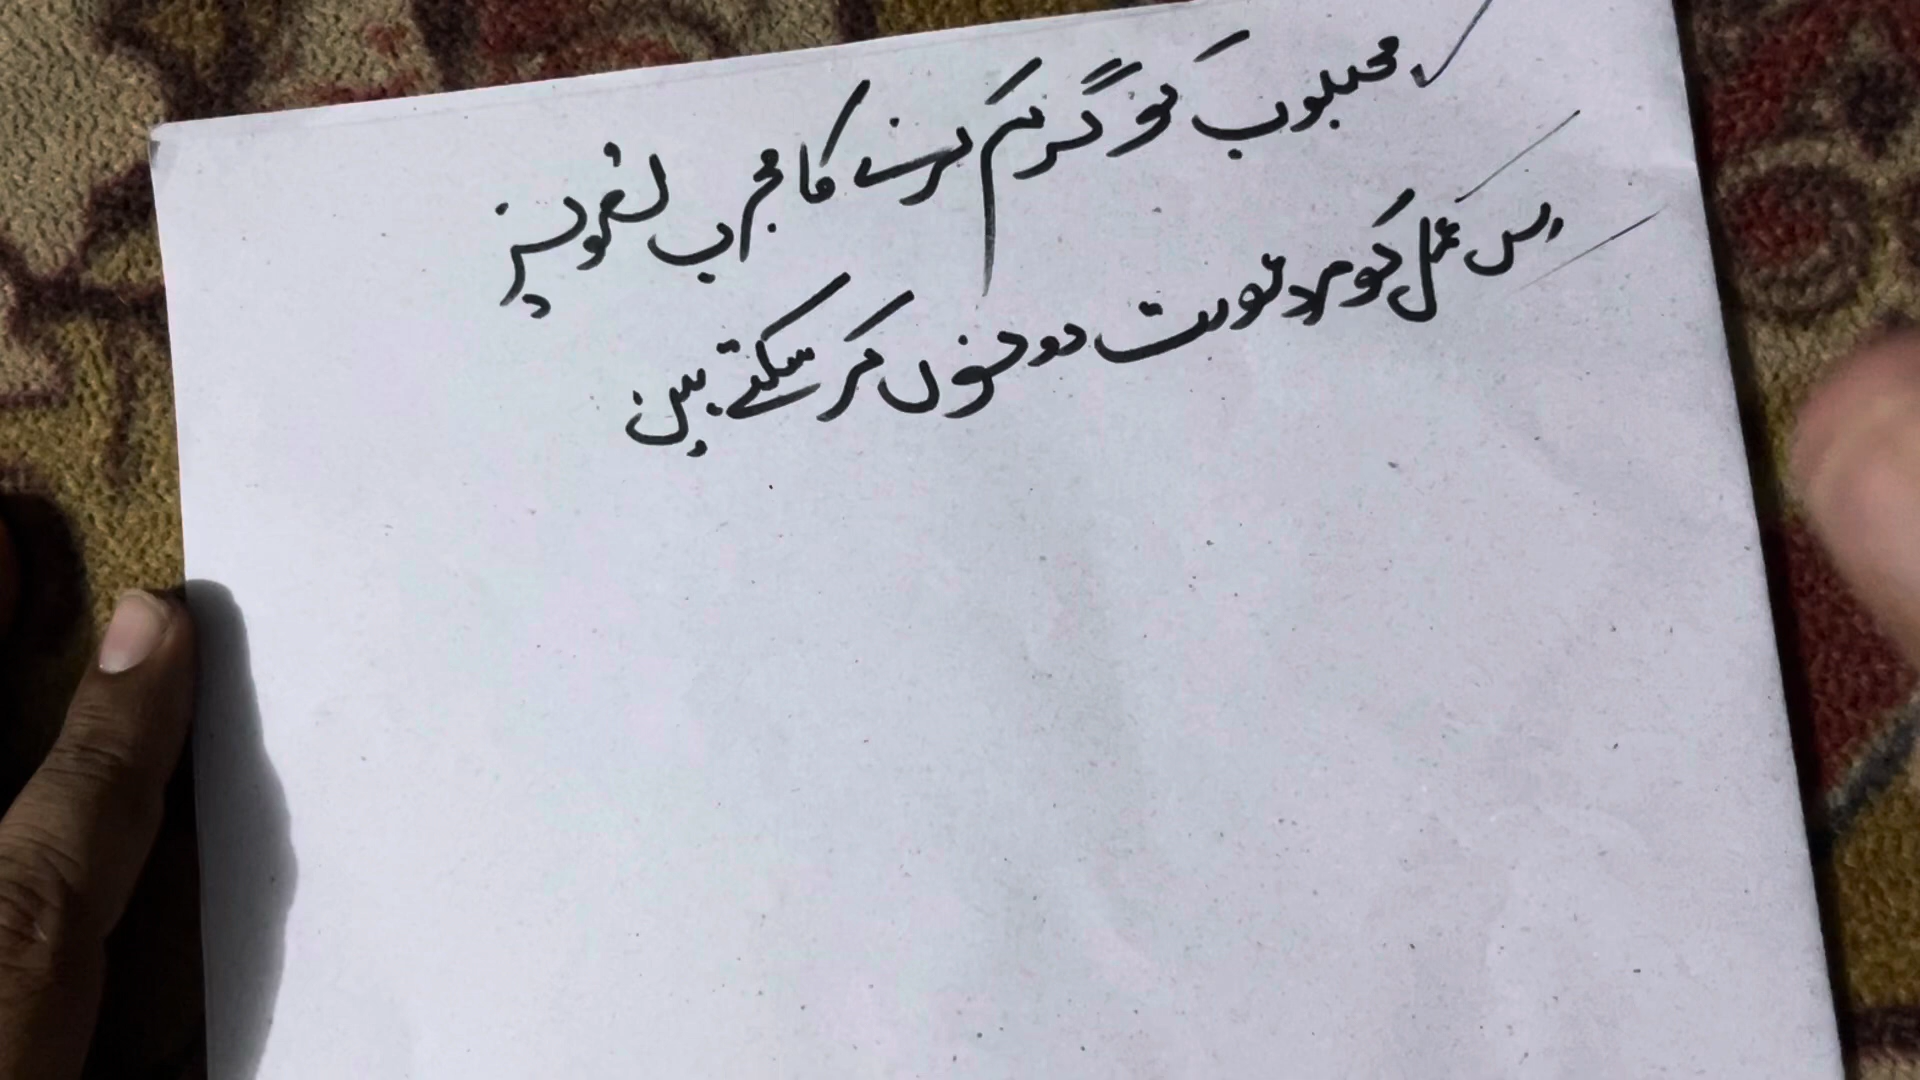 محبوب کو گرم کرنے کا مجرب تعویز
اس عمل کو مرد عورت دونوں کر سکتے ہیں